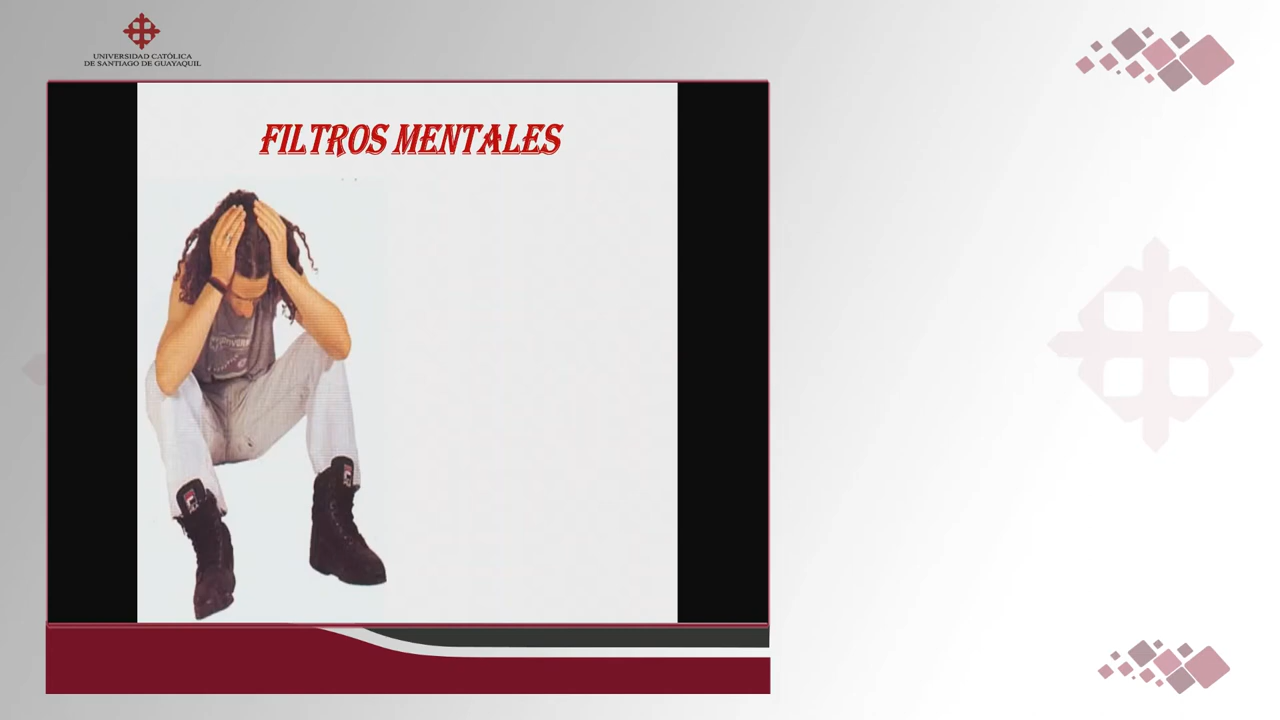 UNIVERSIDAD CATÓLICA
DE SANTIAGO DE GUAYAQUIL
FILTROS MENTALES